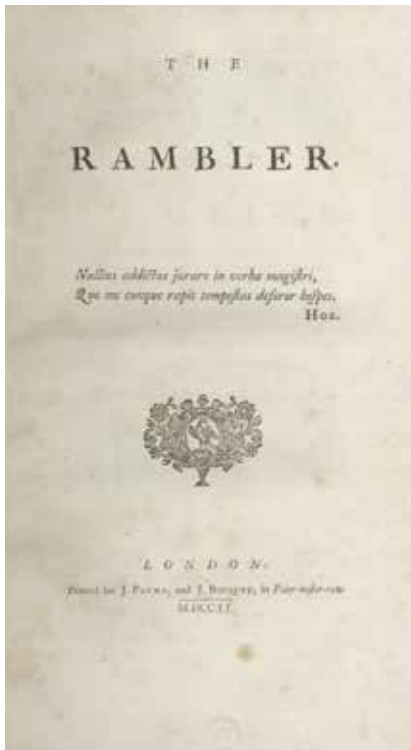 THE
RAMBLER.
Nullius addictus jurare in verba magistri,
Quo me cunque rapit tempestas deferor hospes.
HOR.
LONDON:
Printed for J. PAYNE, and J. BOUQUET, in Pater-noster-row.